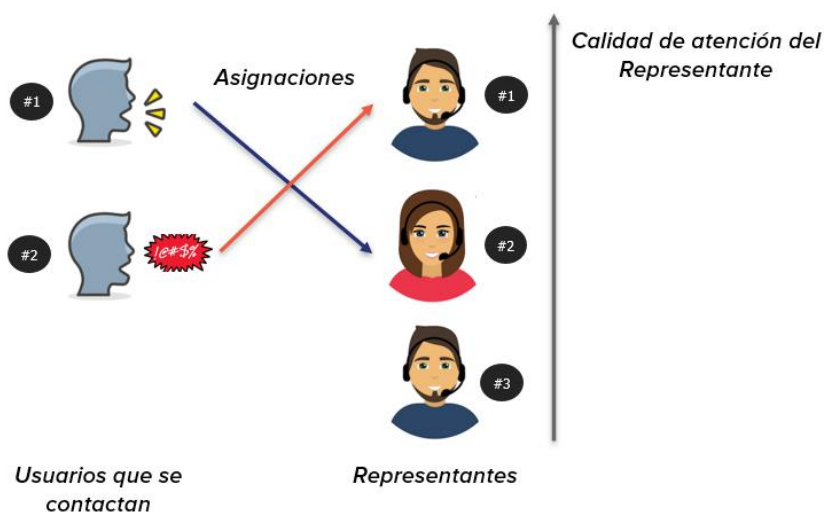 Calidad de atención del
Representante
Asignaciones
#1
#1
#2
!@#$%
#2
#3
Usuarios que se
contactan
Representantes